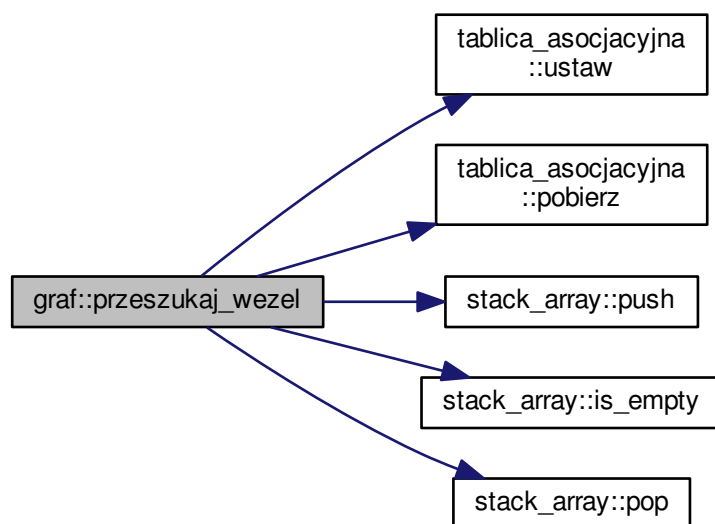 tablica_asocjacyjna
::ustaw
tablica_asocjacyjna
::pobierz
graf::przeszukaj_wezel
stack_array::push
stack_array::is_empty
stack_array::pop